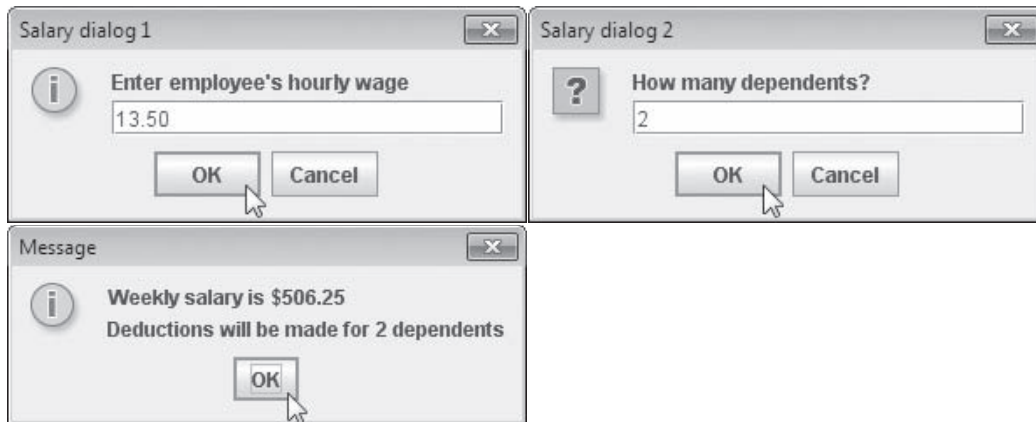 Salary dialog 1
Enter employee's hourly wage
13.50
OK Cancel
Salary dialog 2
?
How many dependents?
2
OK Cancel
Message
Weekly salary is $506.25
Deductions will be made for 2 dependents
OK